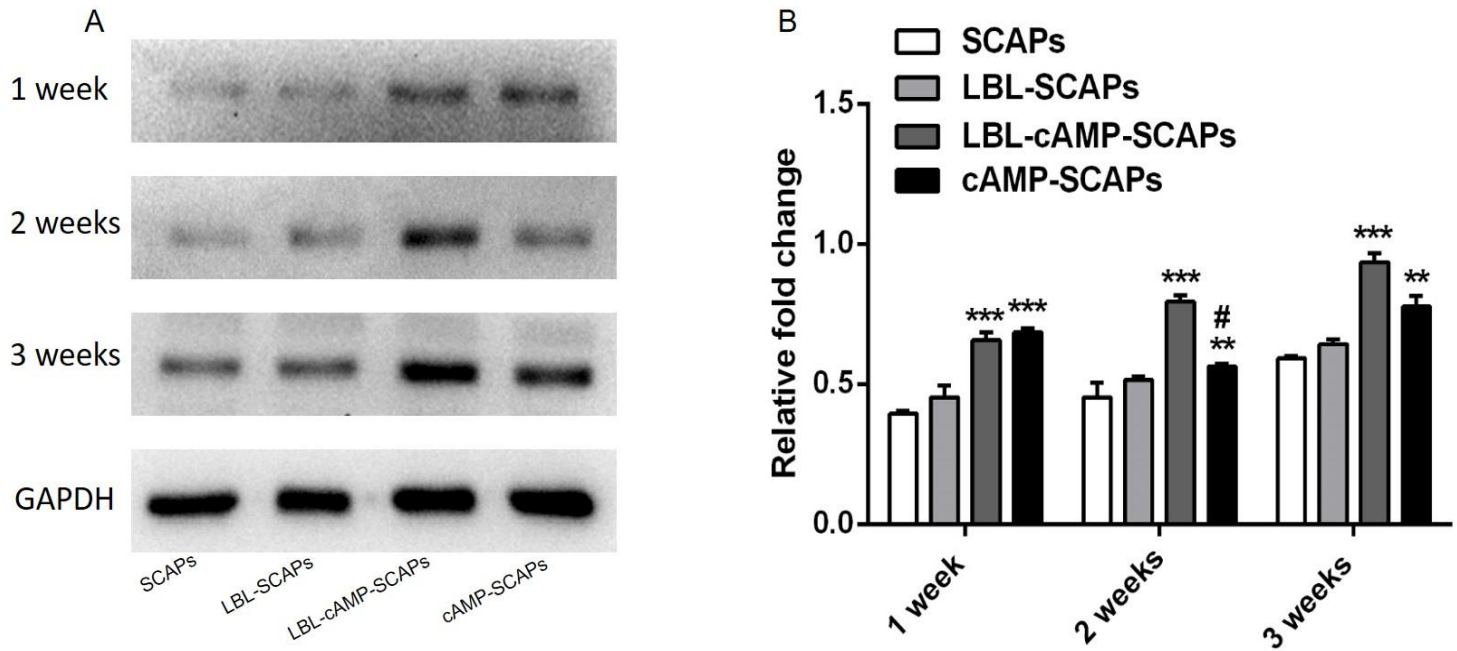 A
1 week
2 weeks
3 weeks
GAPDH
SCAPs
LBL-SCAPs
LBL-cAMP-SCAPs
cAMP-SCAPs
B
SCAPs
LBL-SCAPs
LBL-cAMP-SCAPs
cAMP-SCAPs
Relative fold change
1.5
1.0
0.5
0.0
*** ***
***
#
**
***
**
1 week
2 weeks
3 weeks